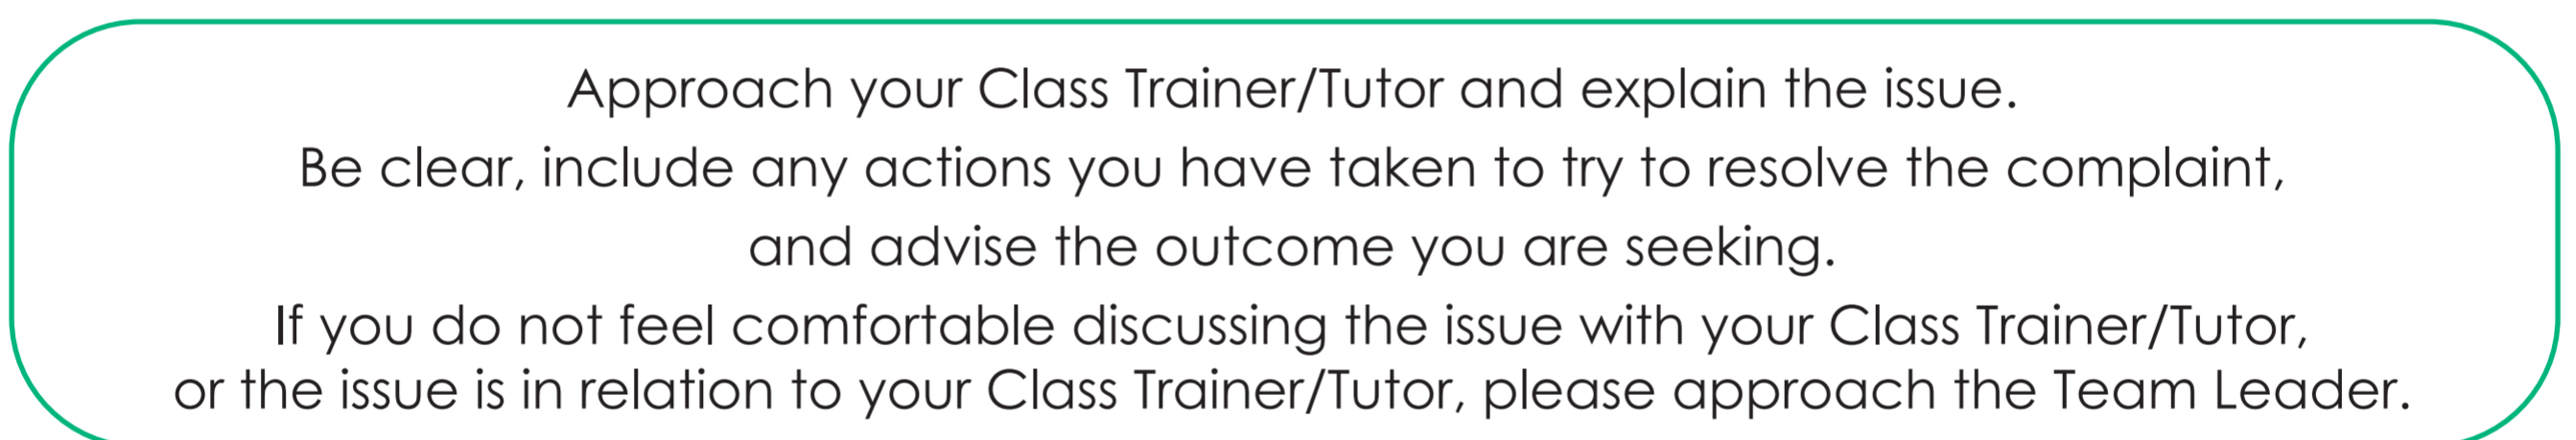 Approach your Class Trainer/Tutor and explain the issue.
Be clear, include any actions you have taken to try to resolve the complaint,
and advise the outcome you are seeking.
If you do not feel comfortable discussing the issue with your Class Trainer/Tutor,
or the issue is in relation to your Class Trainer/Tutor, please approach the Team Leader.